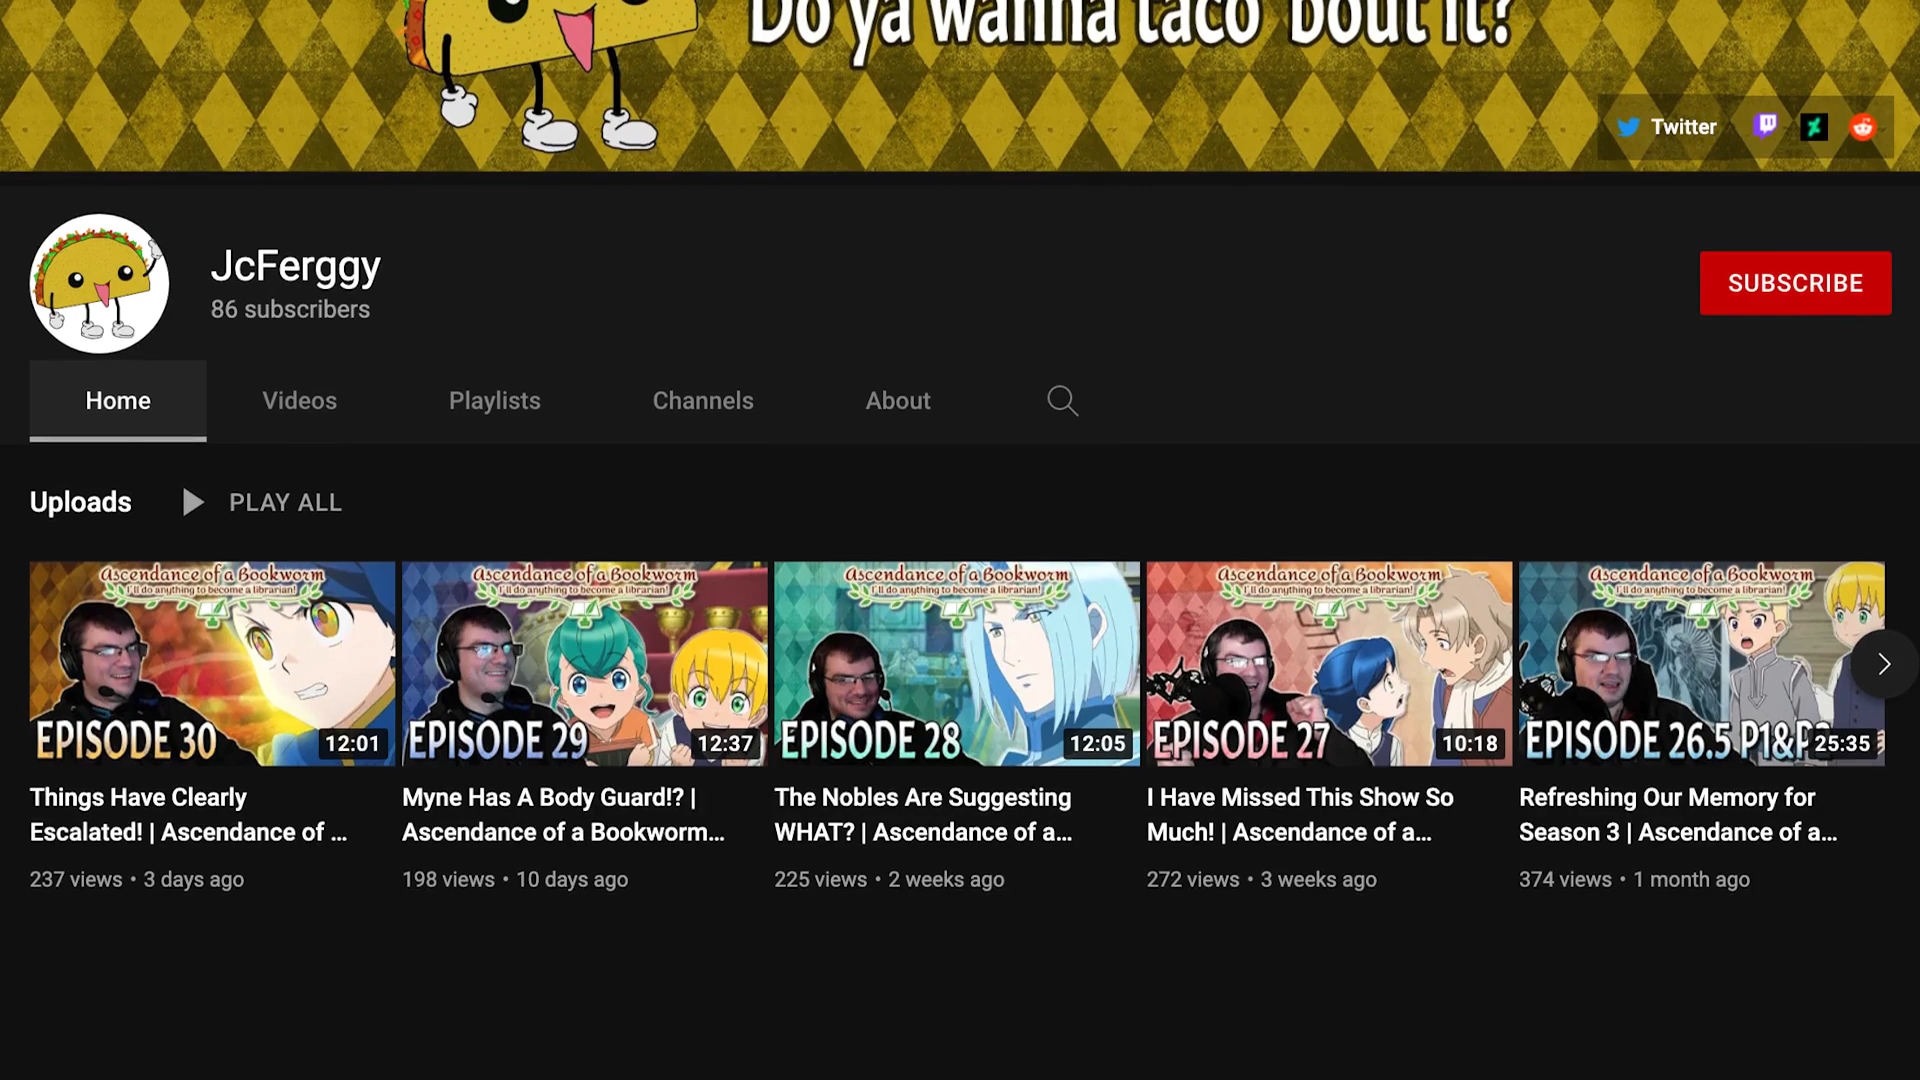 Do ya wanna taco 'bout it?
Twitter
JcFerggy
86 subscribers
SUBSCRIBE
Home
Videos
Playlists
Channels
About
Uploads
PLAY ALL
Ascendance of a Bookworm
I'll do anything to become a librarian!
EPISODE 30
12:01
Ascendance of a Bookworm
I'll do anything to become a librarian!
EPISODE 29
12:37
Ascendance of a Bookworm
I'll do anything to become a librarian!
EPISODE 28
12:05
Ascendance of a Bookworm
I'll do anything to become a librarian!
EPISODE 27
10:18
Ascendance of a Bookworm
I'll do anything to become a librarian!
EPISODE 26.5 P1&P2
25:35
Things Have Clearly
Escalated! | Ascendance of ...
237 views • 3 days ago
Myne Has A Body Guard!? |
Ascendance of a Bookworm...
198 views • 10 days ago
The Nobles Are Suggesting
WHAT? | Ascendance of a...
225 views • 2 weeks ago
I Have Missed This Show So
Much! | Ascendance of a...
272 views • 3 weeks ago
Refreshing Our Memory for
Season 3 | Ascendance of a...
374 views • 1 month ago